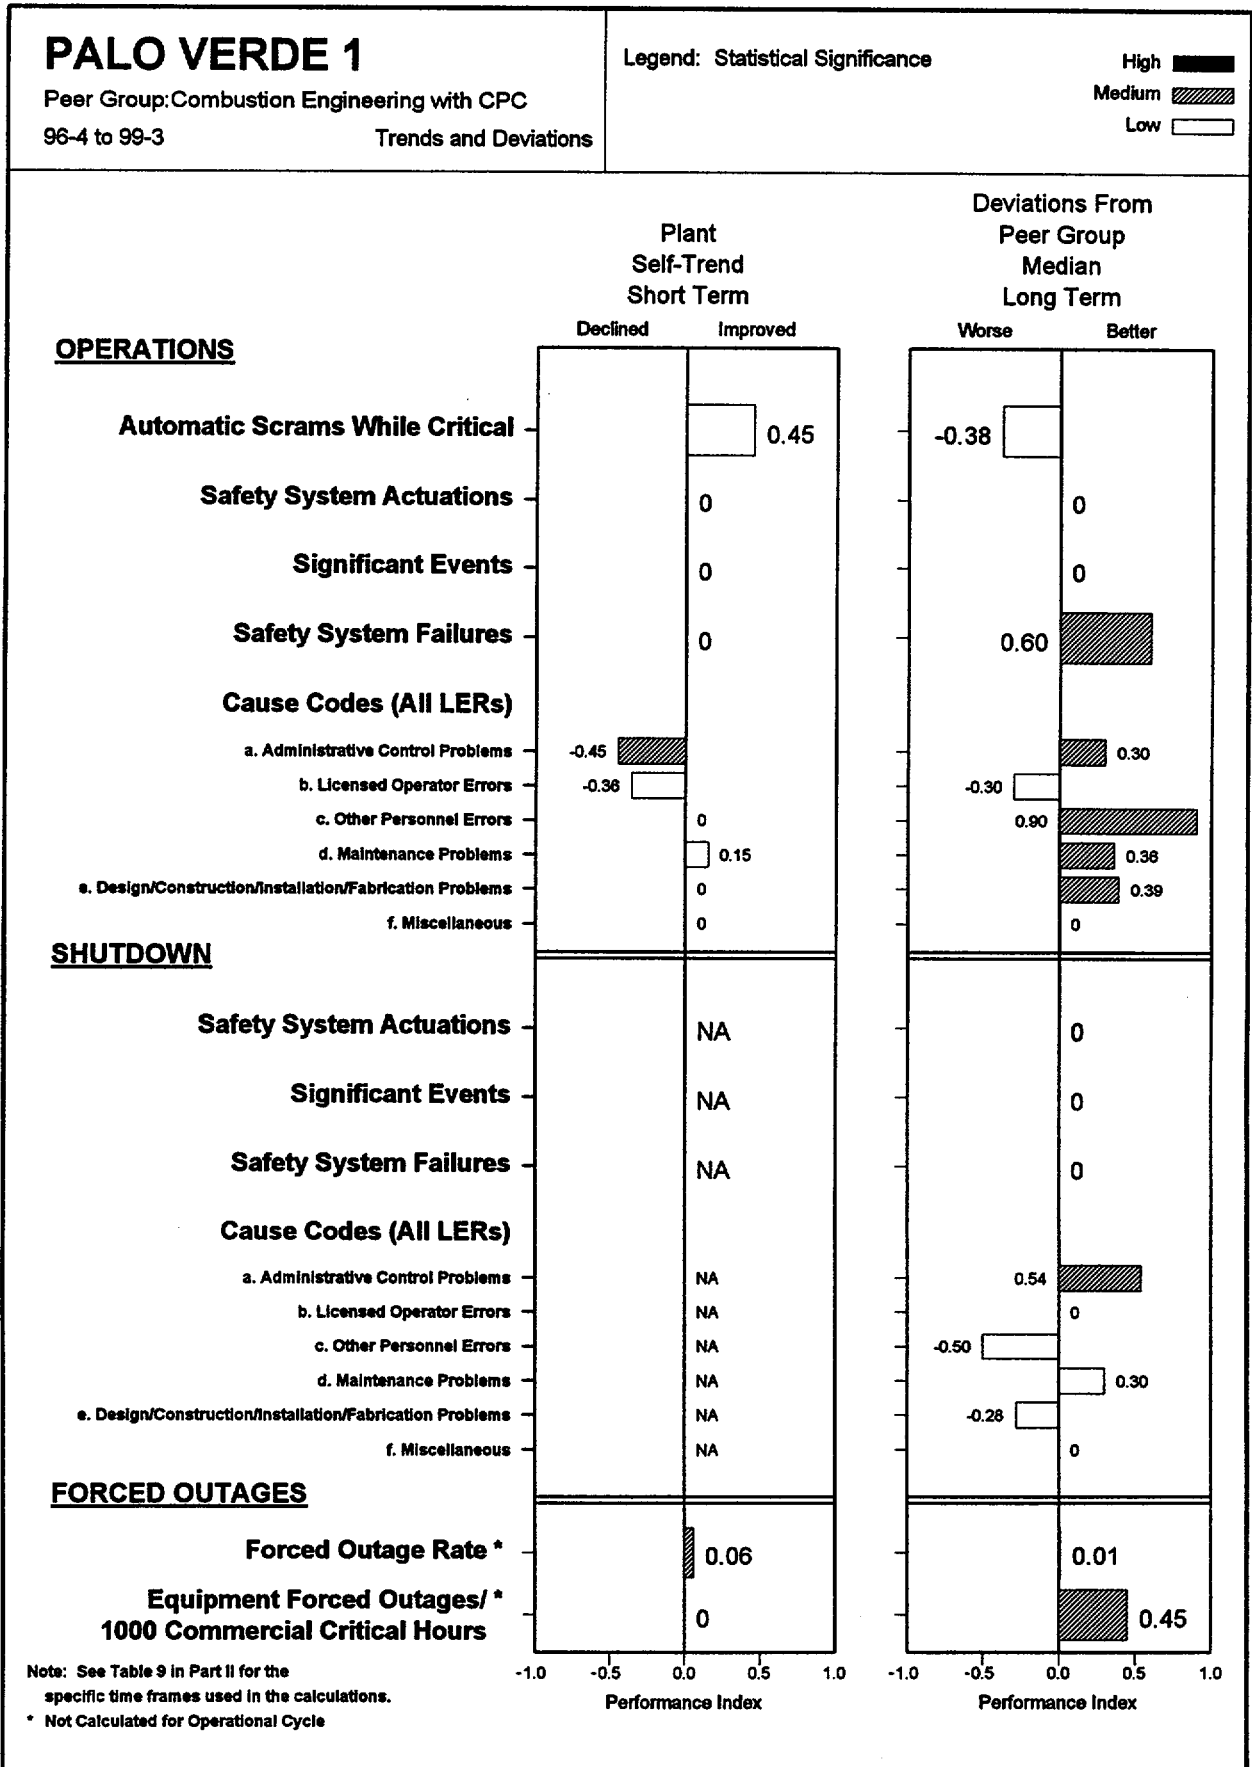 PALO VERDE 1
Peer Group:Combustion Engineering with CPC
96-4 to 99-3 Trends and Deviations
Legend: Statistical Significance
High
Medium
Low
Plant
Self-Trend
Short Term
Declined Improved
Deviations From
Peer Group
Median
Long Term
Worse Better
OPERATIONS
Automatic Scrams While Critical 0.45 -0.38
Safety System Actuations 0 0
Significant Events 0 0
Safety System Failures 0 0.60
Cause Codes (All LERs)
a. Administrative Control Problems -0.45 0.30
b. Licensed Operator Errors -0.36 -0.30
c. Other Personnel Errors 0 0.90
d. Maintenance Problems 0.15 0.36
e. Design/Construction/Installation/Fabrication Problems 0 0.39
f. Miscellaneous 0 0
SHUTDOWN
Safety System Actuations NA 0
Significant Events NA 0
Safety System Failures NA 0
Cause Codes (All LERs)
a. Administrative Control Problems NA 0.54
b. Licensed Operator Errors NA 0
c. Other Personnel Errors NA -0.50
d. Maintenance Problems NA 0.30
e. Design/Construction/Installation/Fabrication Problems NA -0.28
f. Miscellaneous NA 0
FORCED OUTAGES
Forced Outage Rate * 0.06 0.01
Equipment Forced Outages/ *
1000 Commercial Critical Hours 0 0.45
-1.0 -0.5 0.0 0.5 1.0 -1.0 -0.5 0.0 0.5 1.0
Performance Index Performance Index
Note: See Table 9 in Part II for the
specific time frames used in the calculations.
* Not Calculated for Operational Cycle